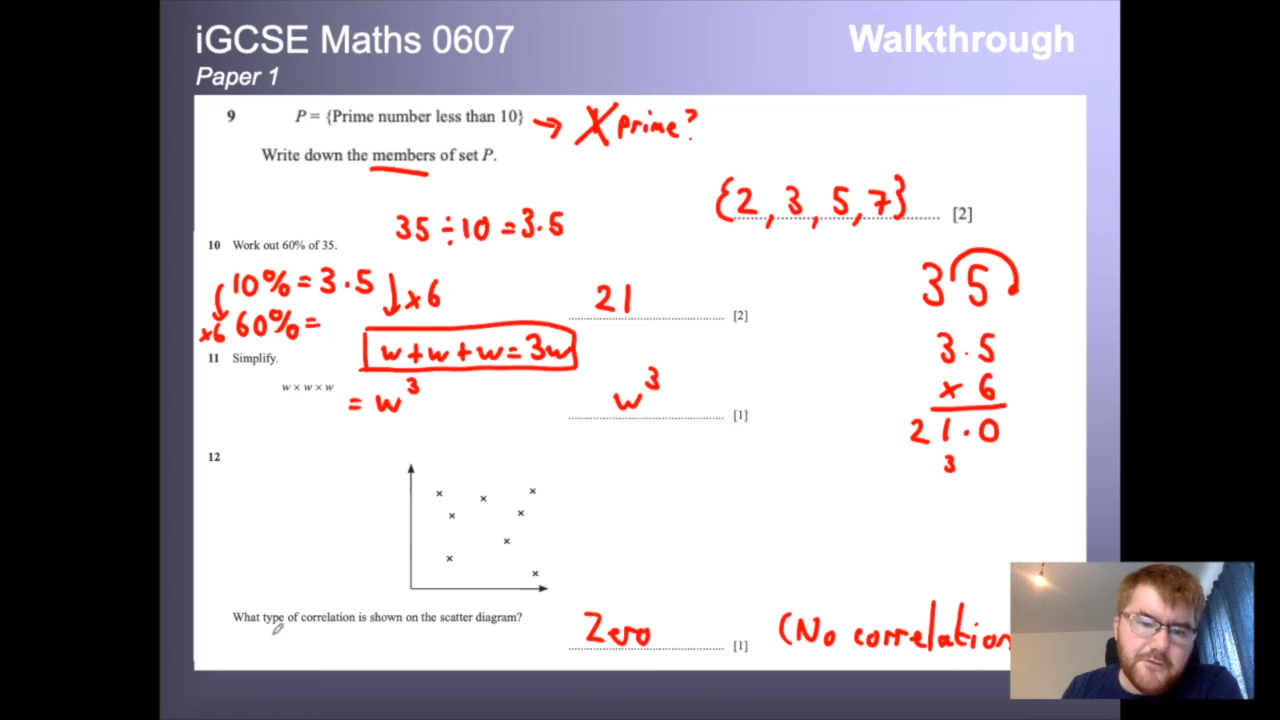 iGCSE Maths 0607
Walkthrough
Paper 1
9 P = {Prime number less than 10} → X prime?
Write down the members of set P.
{2, 3, 5, 7} [2]
35 ÷ 10 = 3.5
10 Work out 60% of 35.
10% = 3.5 ↓ ×6
×6 60% =
21 [2]
3 5
3.5
× 6
21.0
3
w + w + w = 3w
11 Simplify.
w × w × w
= w³
w³ [1]
12
What type of correlation is shown on the scatter diagram?
Zero [1] (No correlation